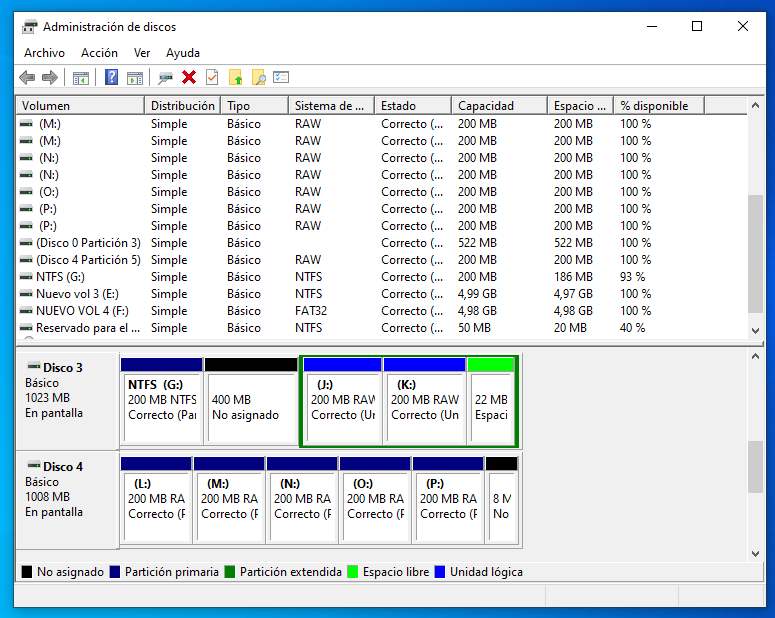 Administración de discos
Archivo Acción Ver Ayuda
Volumen Distribución Tipo Sistema de ... Estado Capacidad Espacio ... % disponible
(M:) Simple Básico RAW Correcto (... 200 MB 200 MB 100 %
(M:) Simple Básico RAW Correcto (... 200 MB 200 MB 100 %
(N:) Simple Básico RAW Correcto (... 200 MB 200 MB 100 %
(N:) Simple Básico RAW Correcto (... 200 MB 200 MB 100 %
(O:) Simple Básico RAW Correcto (... 200 MB 200 MB 100 %
(P:) Simple Básico RAW Correcto (... 200 MB 200 MB 100 %
(P:) Simple Básico RAW Correcto (... 200 MB 200 MB 100 %
(Disco 0 Partición 3) Simple Básico Correcto (... 522 MB 522 MB 100 %
(Disco 4 Partición 5) Simple Básico RAW Correcto (... 200 MB 200 MB 100 %
NTFS (G:) Simple Básico NTFS Correcto (... 200 MB 186 MB 93 %
Nuevo vol 3 (E:) Simple Básico NTFS Correcto (... 4,99 GB 4,97 GB 100 %
NUEVO VOL 4 (F:) Simple Básico FAT32 Correcto (... 4,98 GB 4,98 GB 100 %
Reservado para el ... Simple Básico NTFS Correcto (... 50 MB 20 MB 40 %
Disco 3
Básico
1023 MB
En pantalla
NTFS (G:)
200 MB NTFS
Correcto (Par
400 MB
No asignado
(J:)
200 MB RAW
Correcto (Un
(K:)
200 MB RAW
Correcto (Un
22 MB
Espaci
Disco 4
Básico
1008 MB
En pantalla
(L:)
200 MB RA
Correcto (P
(M:)
200 MB RA
Correcto (P
(N:)
200 MB RA
Correcto (P
(O:)
200 MB RA
Correcto (P
(P:)
200 MB RA
Correcto (P
8 M
No
No asignado Partición primaria Partición extendida Espacio libre Unidad lógica